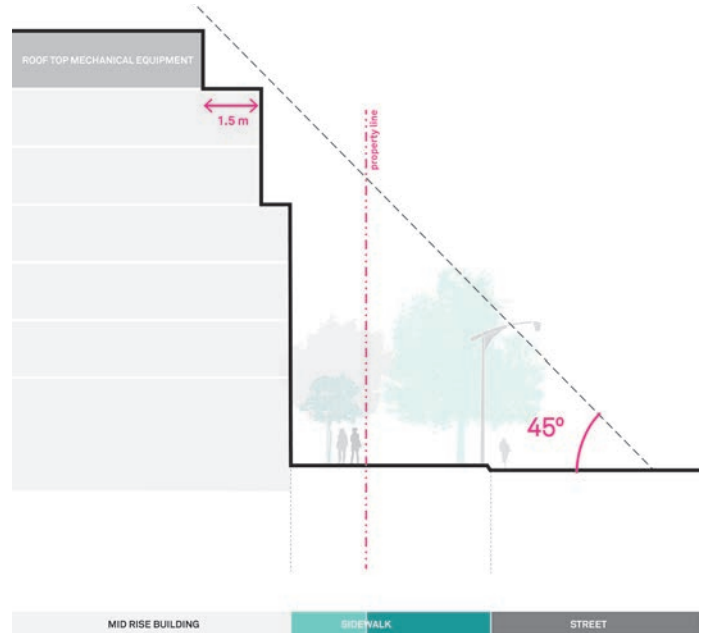 ROOF TOP MECHANICAL EQUIPMENT
1.5 m
property line
45º
MID RISE BUILDING
SIDEWALK
STREET